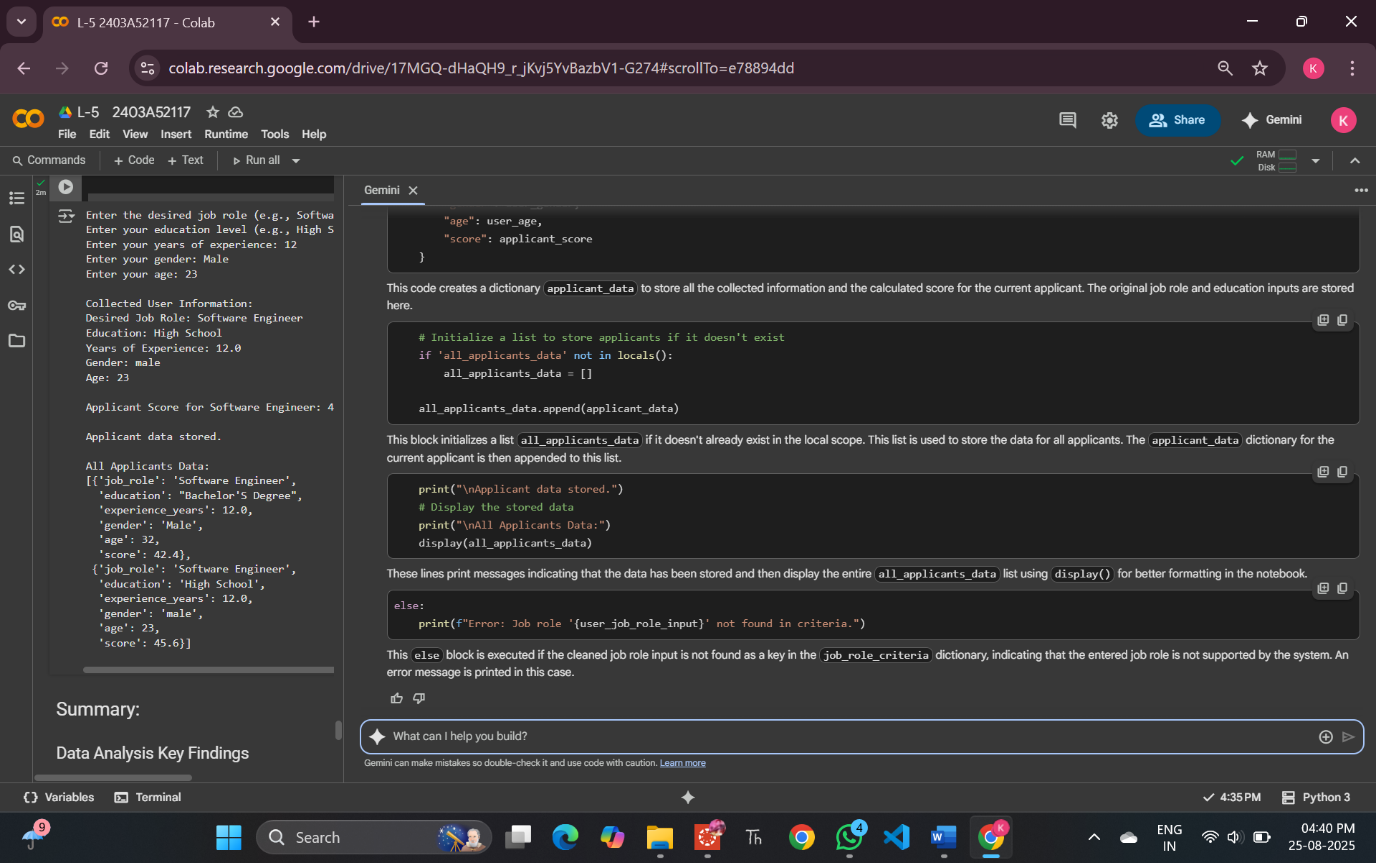 L-5 2403A52117 - Colab
colab.research.google.com/drive/17MGQ-dHaQH9_r_jKvj5YvBazbV1-G274#scrollTo=e78894dd
K
L-5 2403A52117
File Edit View Insert Runtime Tools Help
Share
Gemini
K
Commands + Code + Text Run all
RAM
Disk
2m
Enter the desired job role (e.g., Softwa
Enter your education level (e.g., High S
Enter your years of experience: 12
Enter your gender: Male
Enter your age: 23
Collected User Information:
Desired Job Role: Software Engineer
Education: High School
Years of Experience: 12.0
Gender: male
Age: 23
Applicant Score for Software Engineer: 4
Applicant data stored.
All Applicants Data:
[{'job_role': 'Software Engineer',
'education': "Bachelor'S Degree",
'experience_years': 12.0,
'gender': 'Male',
'age': 32,
'score': 42.4},
{'job_role': 'Software Engineer',
'education': 'High School',
'experience_years': 12.0,
'gender': 'male',
'age': 23,
'score': 45.6}]
Summary:
Data Analysis Key Findings
Gemini
"age": user_age,
"score": applicant_score
}
This code creates a dictionary applicant_data to store all the collected information and the calculated score for the current applicant. The original job role and education inputs are stored
here.
# Initialize a list to store applicants if it doesn't exist
if 'all_applicants_data' not in locals():
all_applicants_data = []
all_applicants_data.append(applicant_data)
This block initializes a list all_applicants_data if it doesn't already exist in the local scope. This list is used to store the data for all applicants. The applicant_data dictionary for the
current applicant is then appended to this list.
print("\nApplicant data stored.")
# Display the stored data
print("\nAll Applicants Data:")
display(all_applicants_data)
These lines print messages indicating that the data has been stored and then display the entire all_applicants_data list using display() for better formatting in the notebook.
else:
print(f"Error: Job role '{user_job_role_input}' not found in criteria.")
This else block is executed if the cleaned job role input is not found as a key in the job_role_criteria dictionary, indicating that the entered job role is not supported by the system. An
error message is printed in this case.
What can I help you build?
Gemini can make mistakes so double-check it and use code with caution. Learn more
Variables Terminal
4:35 PM Python 3
9
Search
Th
4
K
ENG
IN
04:40 PM
25-08-2025